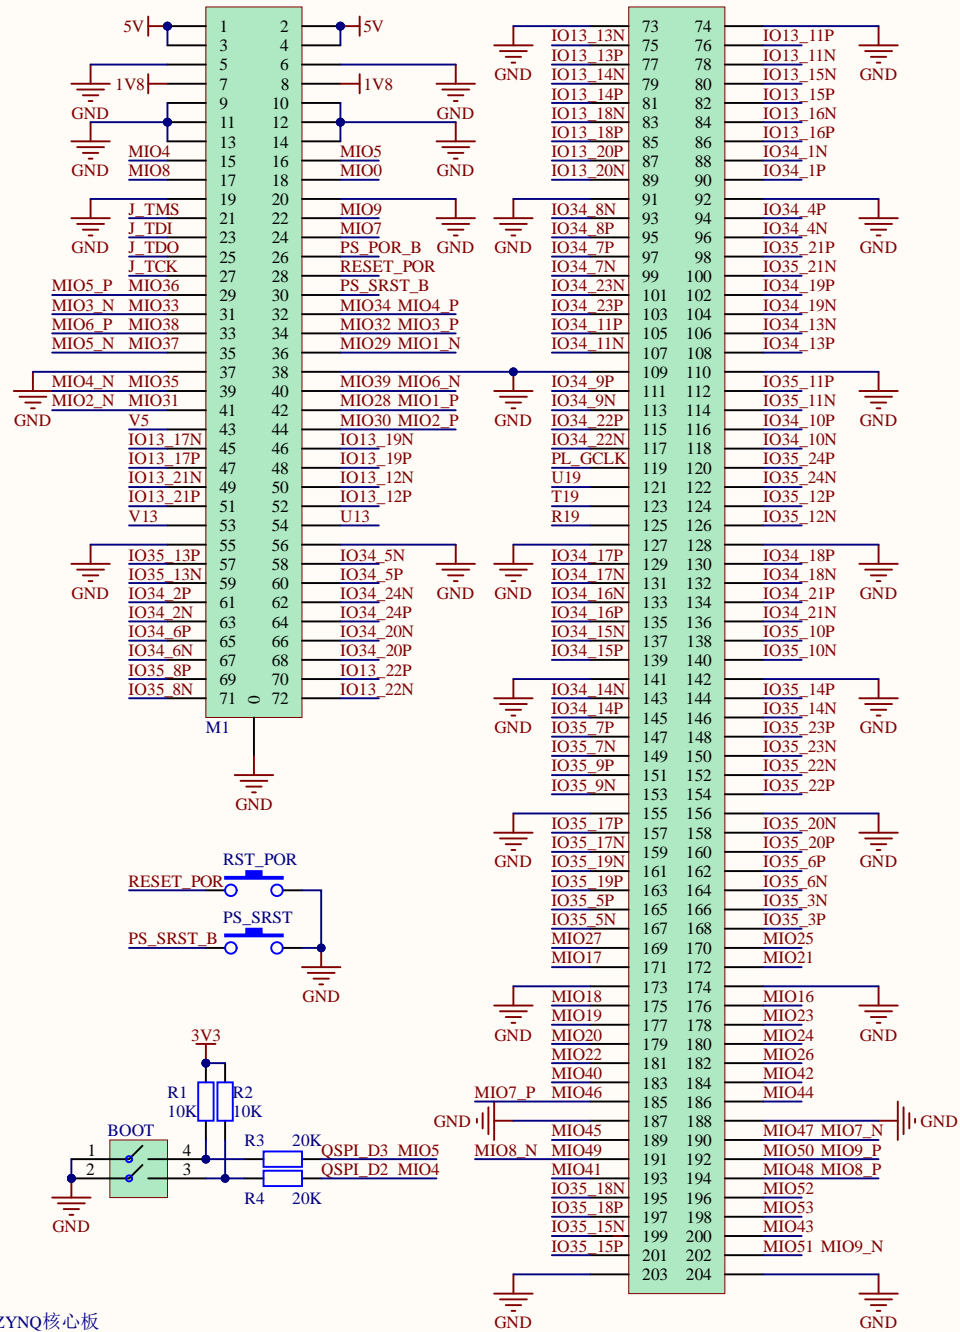 5V 1 2 5V
3 4
5 6
GND 1V8 7 8 1V8 GND
9 10
11 12
GND 13 14 GND
MIO4 15 16 MIO5
MIO8 17 18 MIO0
19 20
J_TMS 21 22 MIO9
GND J_TDI 23 24 MIO7 GND
J_TDO 25 26 PS_POR_B
J_TCK 27 28 RESET_POR
MIO5_P MIO36 29 30 PS_SRST_B
MIO3_N MIO33 31 32 MIO34 MIO4_P
MIO6_P MIO38 33 34 MIO32 MIO3_P
MIO5_N MIO37 35 36 MIO29 MIO1_N
37 38
MIO4_N MIO35 39 40 MIO39 MIO6_N
GND MIO2_N MIO31 41 42 MIO28 MIO1_P GND
V5 43 44 MIO30 MIO2_P
IO13_17N 45 46 IO13_19N
IO13_17P 47 48 IO13_19P
IO13_21N 49 50 IO13_12N
IO13_21P 51 52 IO13_12P
V13 53 54 U13
55 56
IO35_13P 57 58 IO34_5N
GND IO35_13N 59 60 IO34_5P GND
IO34_2P 61 62 IO34_24N
IO34_2N 63 64 IO34_24P
IO34_6P 65 66 IO34_20N
IO34_6N 67 68 IO34_20P
IO35_8P 69 70 IO13_22P
IO35_8N 71 0 72 IO13_22N
M1
GND
73 74
IO13_13N 75 76 IO13_11P
GND IO13_13P 77 78 IO13_11N GND
IO13_14N 79 80 IO13_15N
IO13_14P 81 82 IO13_15P
IO13_18N 83 84 IO13_16N
IO13_18P 85 86 IO13_16P
IO13_20P 87 88 IO34_1N
IO13_20N 89 90 IO34_1P
91 92
IO34_8N 93 94 IO34_4P
GND IO34_8P 95 96 IO34_4N GND
IO34_7P 97 98 IO35_21P
IO34_7N 99 100 IO35_21N
IO34_23N 101 102 IO34_19P
IO34_23P 103 104 IO34_19N
IO34_11P 105 106 IO34_13N
IO34_11N 107 108 IO34_13P
109 110
IO34_9P 111 112 IO35_11P
IO34_9N 113 114 IO35_11N GND
IO34_22P 115 116 IO34_10P
IO34_22N 117 118 IO34_10N
PL_GCLK 119 120 IO35_24P
U19 121 122 IO35_24N
T19 123 124 IO35_12P
R19 125 126 IO35_12N
127 128
IO34_17P 129 130 IO34_18P
GND IO34_17N 131 132 IO34_18N GND
IO34_16N 133 134 IO34_21P
IO34_16P 135 136 IO34_21N
IO34_15N 137 138 IO35_10P
IO34_15P 139 140 IO35_10N
141 142
IO34_14N 143 144 IO35_14P
GND IO34_14P 145 146 IO35_14N GND
IO35_7P 147 148 IO35_23P
IO35_7N 149 150 IO35_23N
IO35_9P 151 152 IO35_22N
IO35_9N 153 154 IO35_22P
155 156
IO35_17P 157 158 IO35_20N
GND IO35_17N 159 160 IO35_20P GND
IO35_19N 161 162 IO35_6P
IO35_19P 163 164 IO35_6N
IO35_5P 165 166 IO35_3N
IO35_5N 167 168 IO35_3P
MIO27 169 170 MIO25
MIO17 171 172 MIO21
173 174
MIO18 175 176 MIO16
GND MIO19 177 178 MIO23 GND
MIO20 179 180 MIO24
MIO22 181 182 MIO26
MIO40 183 184 MIO42
MIO7_P MIO46 185 186 MIO44
GND 187 188 GND
MIO45 189 190 MIO47 MIO7_N
MIO8_N MIO49 191 192 MIO50 MIO9_P
MIO41 193 194 MIO48 MIO8_P
IO35_18N 195 196 MIO52
IO35_18P 197 198 MIO53
IO35_15N 199 200 MIO43
IO35_15P 201 202 MIO51 MIO9_N
203 204
GND GND
RST_POR
RESET_POR
PS_SRST
PS_SRST_B
GND
3V3
R1 R2
10K 10K
BOOT
1 4 R3 20K QSPI_D3 MIO5
2 3 QSPI_D2 MIO4
R4 20K
GND
ZYNQ核心板